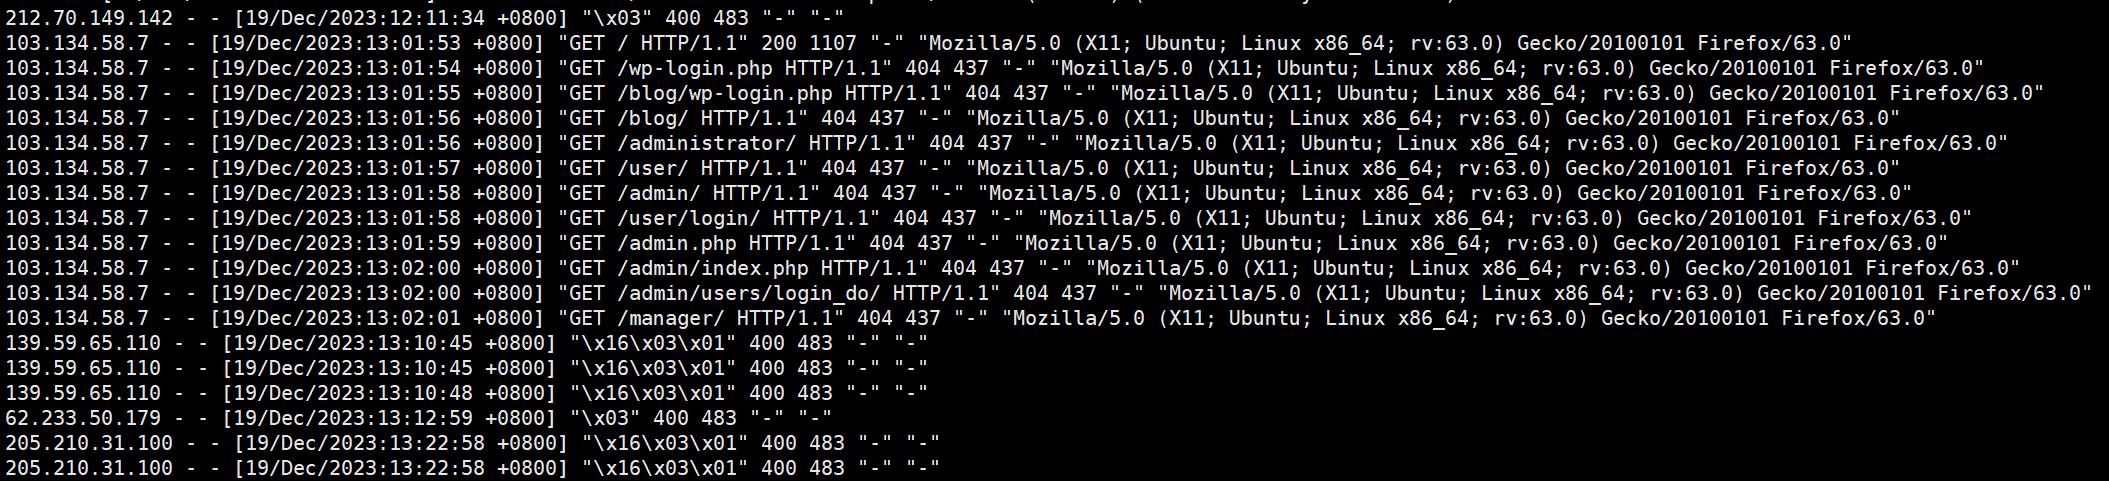 212.70.149.142 - - [19/Dec/2023:12:11:34 +0800] "\x03" 400 483 "-" "-"
103.134.58.7 - - [19/Dec/2023:13:01:53 +0800] "GET / HTTP/1.1" 200 1107 "-" "Mozilla/5.0 (X11; Ubuntu; Linux x86_64; rv:63.0) Gecko/20100101 Firefox/63.0"
103.134.58.7 - - [19/Dec/2023:13:01:54 +0800] "GET /wp-login.php HTTP/1.1" 404 437 "-" "Mozilla/5.0 (X11; Ubuntu; Linux x86_64; rv:63.0) Gecko/20100101 Firefox/63.0"
103.134.58.7 - - [19/Dec/2023:13:01:55 +0800] "GET /blog/wp-login.php HTTP/1.1" 404 437 "-" "Mozilla/5.0 (X11; Ubuntu; Linux x86_64; rv:63.0) Gecko/20100101 Firefox/63.0"
103.134.58.7 - - [19/Dec/2023:13:01:56 +0800] "GET /blog/ HTTP/1.1" 404 437 "-" "Mozilla/5.0 (X11; Ubuntu; Linux x86_64; rv:63.0) Gecko/20100101 Firefox/63.0"
103.134.58.7 - - [19/Dec/2023:13:01:56 +0800] "GET /administrator/ HTTP/1.1" 404 437 "-" "Mozilla/5.0 (X11; Ubuntu; Linux x86_64; rv:63.0) Gecko/20100101 Firefox/63.0"
103.134.58.7 - - [19/Dec/2023:13:01:57 +0800] "GET /user/ HTTP/1.1" 404 437 "-" "Mozilla/5.0 (X11; Ubuntu; Linux x86_64; rv:63.0) Gecko/20100101 Firefox/63.0"
103.134.58.7 - - [19/Dec/2023:13:01:58 +0800] "GET /admin/ HTTP/1.1" 404 437 "-" "Mozilla/5.0 (X11; Ubuntu; Linux x86_64; rv:63.0) Gecko/20100101 Firefox/63.0"
103.134.58.7 - - [19/Dec/2023:13:01:58 +0800] "GET /user/login/ HTTP/1.1" 404 437 "-" "Mozilla/5.0 (X11; Ubuntu; Linux x86_64; rv:63.0) Gecko/20100101 Firefox/63.0"
103.134.58.7 - - [19/Dec/2023:13:01:59 +0800] "GET /admin.php HTTP/1.1" 404 437 "-" "Mozilla/5.0 (X11; Ubuntu; Linux x86_64; rv:63.0) Gecko/20100101 Firefox/63.0"
103.134.58.7 - - [19/Dec/2023:13:02:00 +0800] "GET /admin/index.php HTTP/1.1" 404 437 "-" "Mozilla/5.0 (X11; Ubuntu; Linux x86_64; rv:63.0) Gecko/20100101 Firefox/63.0"
103.134.58.7 - - [19/Dec/2023:13:02:00 +0800] "GET /admin/users/login_do/ HTTP/1.1" 404 437 "-" "Mozilla/5.0 (X11; Ubuntu; Linux x86_64; rv:63.0) Gecko/20100101 Firefox/63.0"
103.134.58.7 - - [19/Dec/2023:13:02:01 +0800] "GET /manager/ HTTP/1.1" 404 437 "-" "Mozilla/5.0 (X11; Ubuntu; Linux x86_64; rv:63.0) Gecko/20100101 Firefox/63.0"
139.59.65.110 - - [19/Dec/2023:13:10:45 +0800] "\x16\x03\x01" 400 483 "-" "-"
139.59.65.110 - - [19/Dec/2023:13:10:45 +0800] "\x16\x03\x01" 400 483 "-" "-"
139.59.65.110 - - [19/Dec/2023:13:10:48 +0800] "\x16\x03\x01" 400 483 "-" "-"
62.233.50.179 - - [19/Dec/2023:13:12:59 +0800] "\x03" 400 483 "-" "-"
205.210.31.100 - - [19/Dec/2023:13:22:58 +0800] "\x16\x03\x01" 400 483 "-" "-"
205.210.31.100 - - [19/Dec/2023:13:22:58 +0800] "\x16\x03\x01" 400 483 "-" "-"